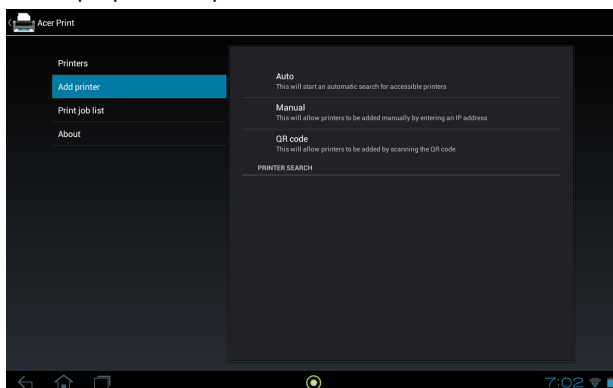 Acer Print
Printers
Add printer
Print job list
About
Auto
This will start an automatic search for accessible printers
Manual
This will allow printers to be added manually by entering an IP address
QR code
This will allow printers to be added by scanning the QR code
PRINTER SEARCH
7:02